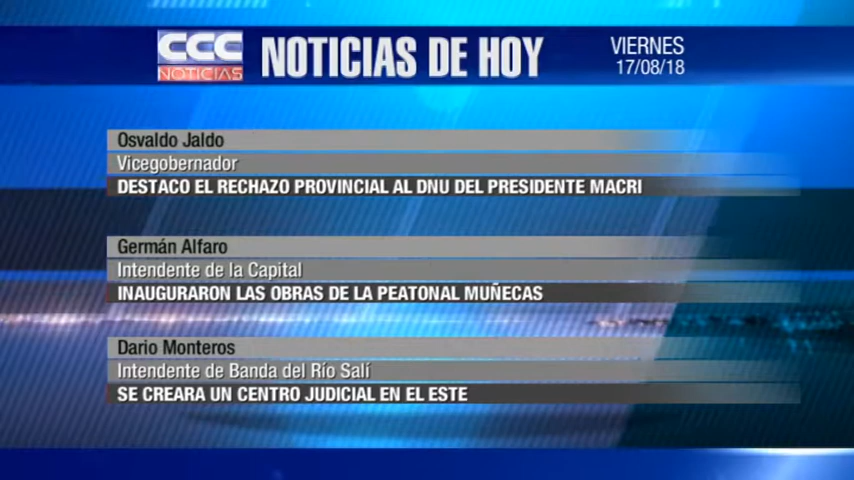 CCC
NOTICIAS
NOTICIAS DE HOY
VIERNES
17/08/18
Osvaldo Jaldo
Vicegobernador
DESTACO EL RECHAZO PROVINCIAL AL DNU DEL PRESIDENTE MACRI
Germán Alfaro
Intendente de la Capital
INAUGURARON LAS OBRAS DE LA PEATONAL MUÑECAS
Dario Monteros
Intendente de Banda del Río Salí
SE CREARA UN CENTRO JUDICIAL EN EL ESTE